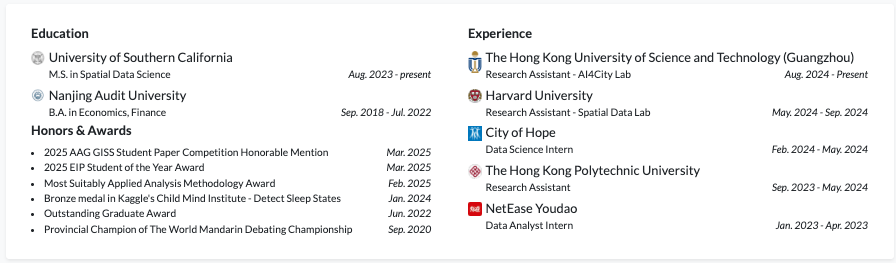 Education
University of Southern California
M.S. in Spatial Data Science Aug. 2023 - present
Nanjing Audit University
B.A. in Economics, Finance Sep. 2018 - Jul. 2022
Honors & Awards
• 2025 AAG GISS Student Paper Competition Honorable Mention Mar. 2025
• 2025 EIP Student of the Year Award Mar. 2025
• Most Suitably Applied Analysis Methodology Award Feb. 2025
• Bronze medal in Kaggle's Child Mind Institute - Detect Sleep States Jan. 2024
• Outstanding Graduate Award Jun. 2022
• Provincial Champion of The World Mandarin Debating Championship Sep. 2020
Experience
The Hong Kong University of Science and Technology (Guangzhou)
Research Assistant - AI4City Lab Aug. 2024 - Present
Harvard University
Research Assistant - Spatial Data Lab May. 2024 - Sep. 2024
City of Hope
Data Science Intern Feb. 2024 - May. 2024
The Hong Kong Polytechnic University
Research Assistant Sep. 2023 - May. 2024
NetEase Youdao
Data Analyst Intern Jan. 2023 - Apr. 2023